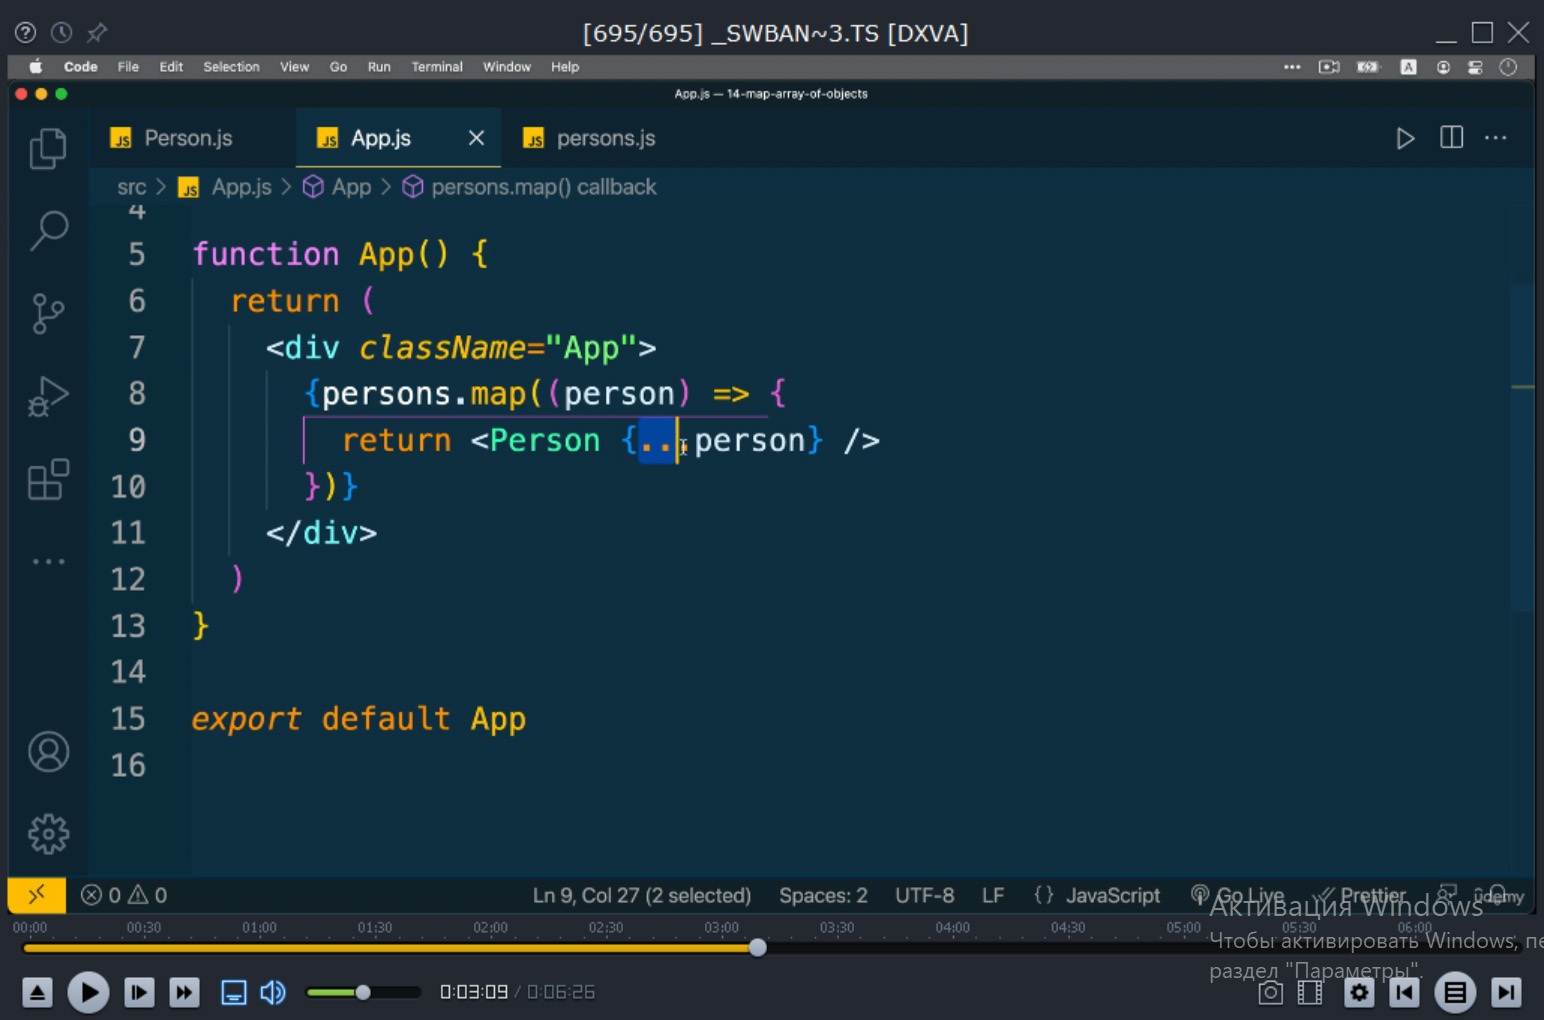 [695/695] _SWBAN~3.TS [DXVA]
Code File Edit Selection View Go Run Terminal Window Help
A
App.js — 14-map-array-of-objects
JS Person.js
JS App.js
JS persons.js
src > JS App.js > App > persons.map() callback
4
5 function App() {
6 return (
7 <div className="App">
8 {persons.map((person) => {
9 return <Person {...person} />
10 })}
11 </div>
12 )
13 }
14
15 export default App
16
0 0
Ln 9, Col 27 (2 selected) Spaces: 2 UTF-8 LF {} JavaScript Go Live Prettier
ûdemy
Активация Windows
Чтобы активировать Windows, пе
раздел "Параметры".
00:00 00:30 01:00 01:30 02:00 02:30 03:00 03:30 04:00 04:30 05:00 05:30 06:00
0:03:09 / 0:06:26